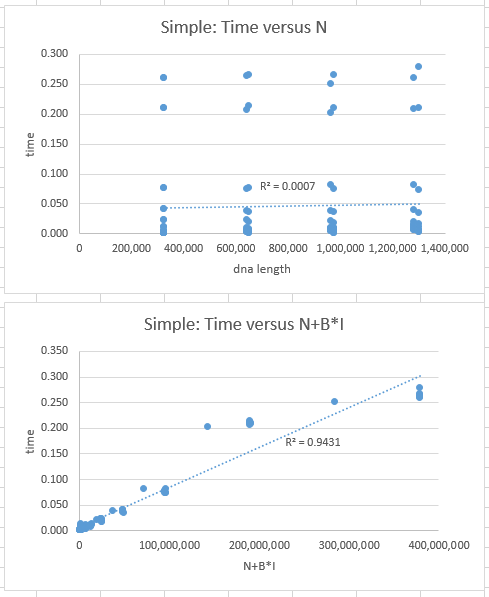 Simple: Time versus N
0.300
0.250
0.200
0.150
0.100
0.050
0.000
time
R² = 0.0007
0 200,000 400,000 600,000 800,000 1,000,000 1,200,000 1,400,000
dna length
Simple: Time versus N+B*I
0.350
0.300
0.250
0.200
0.150
0.100
0.050
0.000
time
R² = 0.9431
0 100,000,000 200,000,000 300,000,000 400,000,000
N+B*I